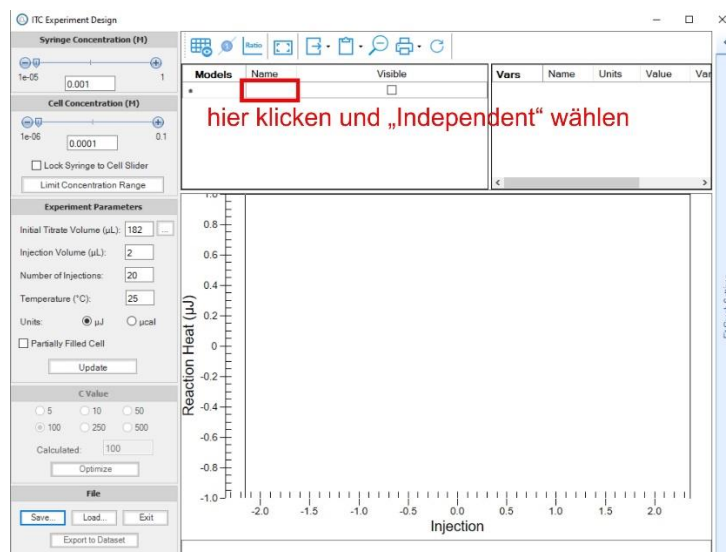 ITC Experiment Design
Syringe Concentration (M)
1e-05
0.001
1
Cell Concentration (M)
1e-06
0.0001
0.1
Lock Syringe to Cell Slider
Limit Concentration Range
Experiment Parameters
Initial Titrate Volume (µL): 182 ...
Injection Volume (µL): 2
Number of Injections: 20
Temperature (°C): 25
Units: µJ µcal
Partially Filled Cell
Update
C Value
5 10 50
100 250 500
Calculated: 100
Optimize
File
Save... Load... Exit
Export to Dataset
Ratio
Models Name Visible
*
hier klicken und „Independent“ wählen
Vars Name Units Value Var
< >
Reaction Heat (µJ)
1.0
0.8
0.6
0.4
0.2
0
-0.2
-0.4
-0.6
-0.8
-1.0
-2.0 -1.5 -1.0 -0.5 0.0 0.5 1.0 1.5 2.0
Injection